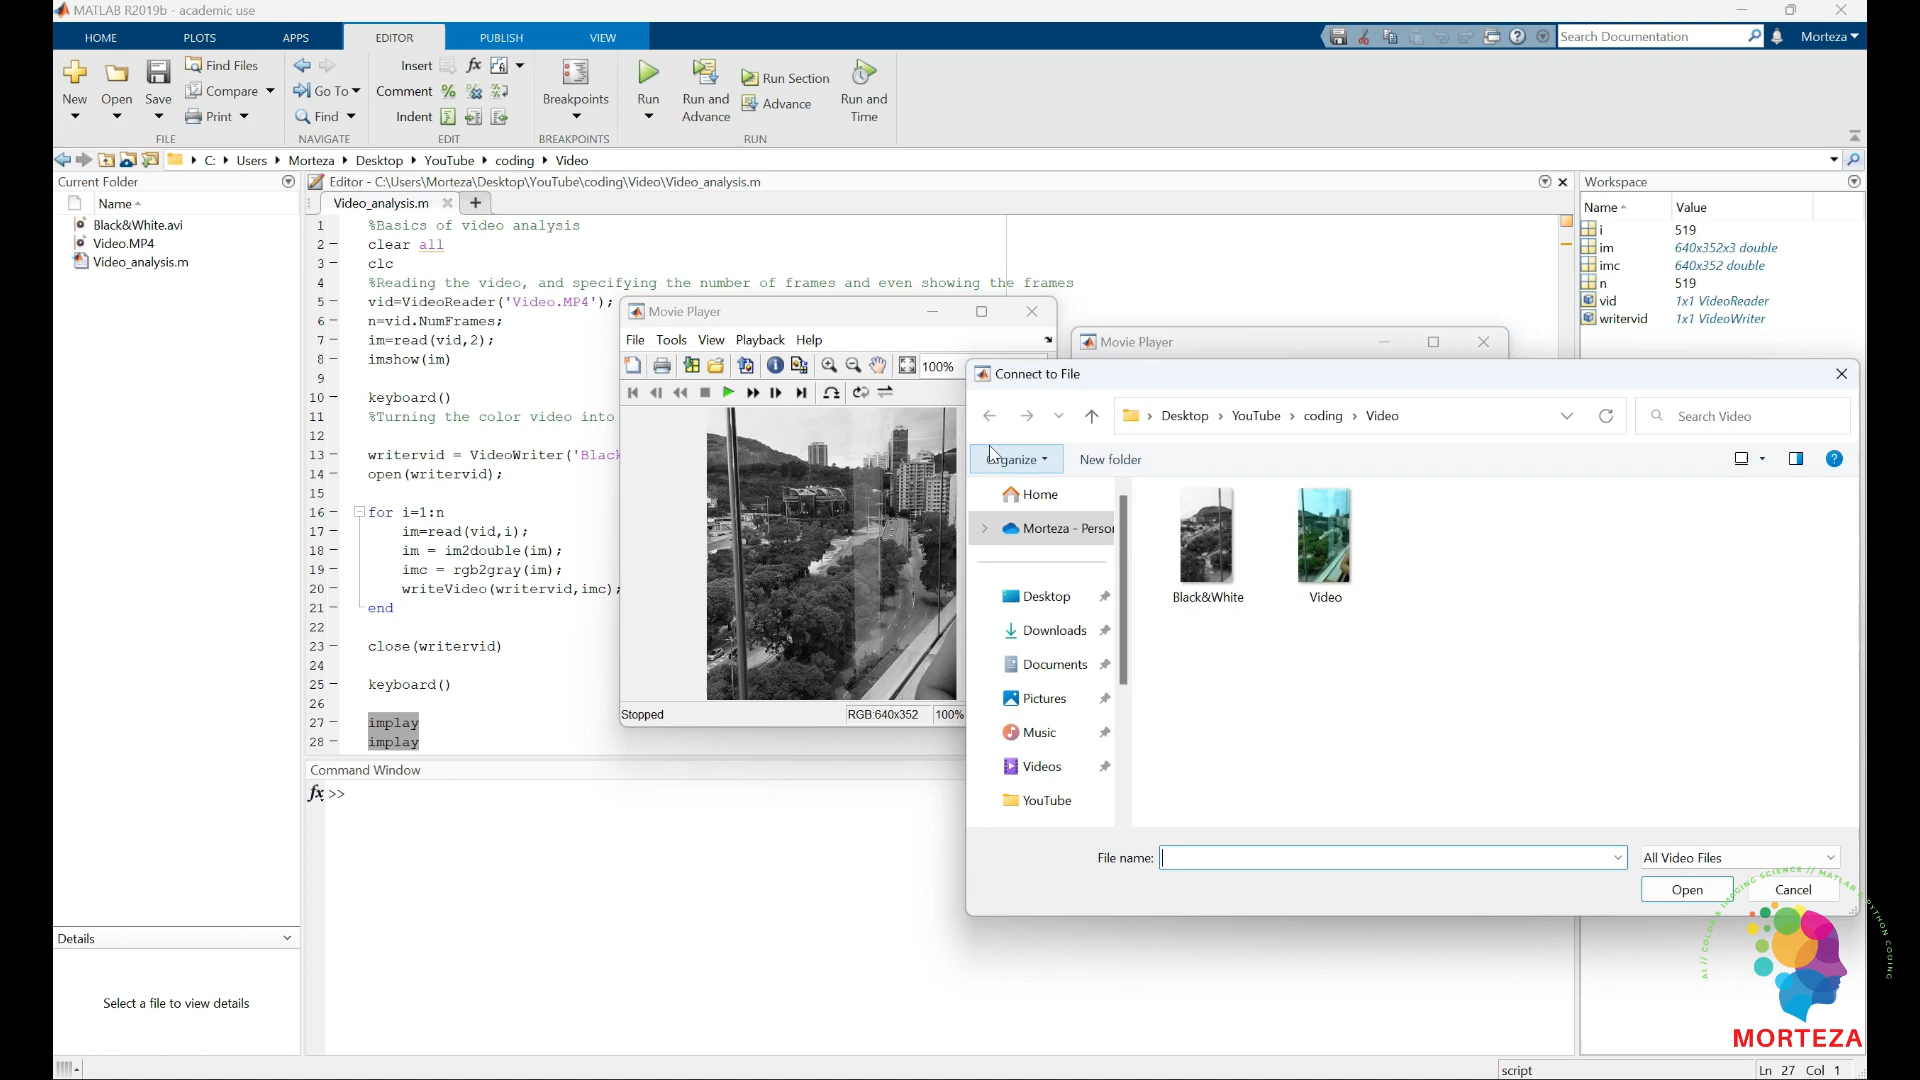 MATLAB R2019b - academic use
HOME PLOTS APPS EDITOR PUBLISH VIEW
Search Documentation
Morteza
New Open Save
Find Files
Compare
Print
FILE
Go To
Find
NAVIGATE
Insert
Comment
Indent
EDIT
Breakpoints
BREAKPOINTS
Run
Run and Advance
Run Section
Advance
Run and Time
RUN
C: Users Morteza Desktop YouTube coding Video
Current Folder
Name
Black&White.avi
Video.MP4
Video_analysis.m
Details
Select a file to view details
Editor - C:\Users\Morteza\Desktop\YouTube\coding\Video\Video_analysis.m
Video_analysis.m
1 %Basics of video analysis
2 clear all
3 clc
4 %Reading the video, and specifying the number of frames and even showing the frames
5 vid=VideoReader('Video.MP4');
6 n=vid.NumFrames;
7 im=read(vid,2);
8 imshow(im)
9
10 keyboard()
11 %Turning the color video into
12
13 writervid = VideoWriter('Black
14 open(writervid);
15
16 for i=1:n
17 im=read(vid,i);
18 im = im2double(im);
19 imc = rgb2gray(im);
20 writeVideo(writervid,imc);
21 end
22
23 close(writervid)
24
25 keyboard()
26
27 implay
28 implay
Command Window
fx >>
Workspace
Name Value
i 519
im 640x352x3 double
imc 640x352 double
n 519
vid 1x1 VideoReader
writervid 1x1 VideoWriter
Movie Player
File Tools View Playback Help
100%
Stopped
RGB:640x352
100%
Movie Player
Connect to File
Desktop YouTube coding Video
Search Video
Organize
New folder
Home
Morteza - Person
Desktop
Downloads
Documents
Pictures
Music
Videos
YouTube
Black&White
Video
File name:
All Video Files
Open
Cancel
AI // COLOR & IMAGING SCIENCE // MATLAB & PYTHON CODING
MORTEZA
script
Ln 27 Col 1